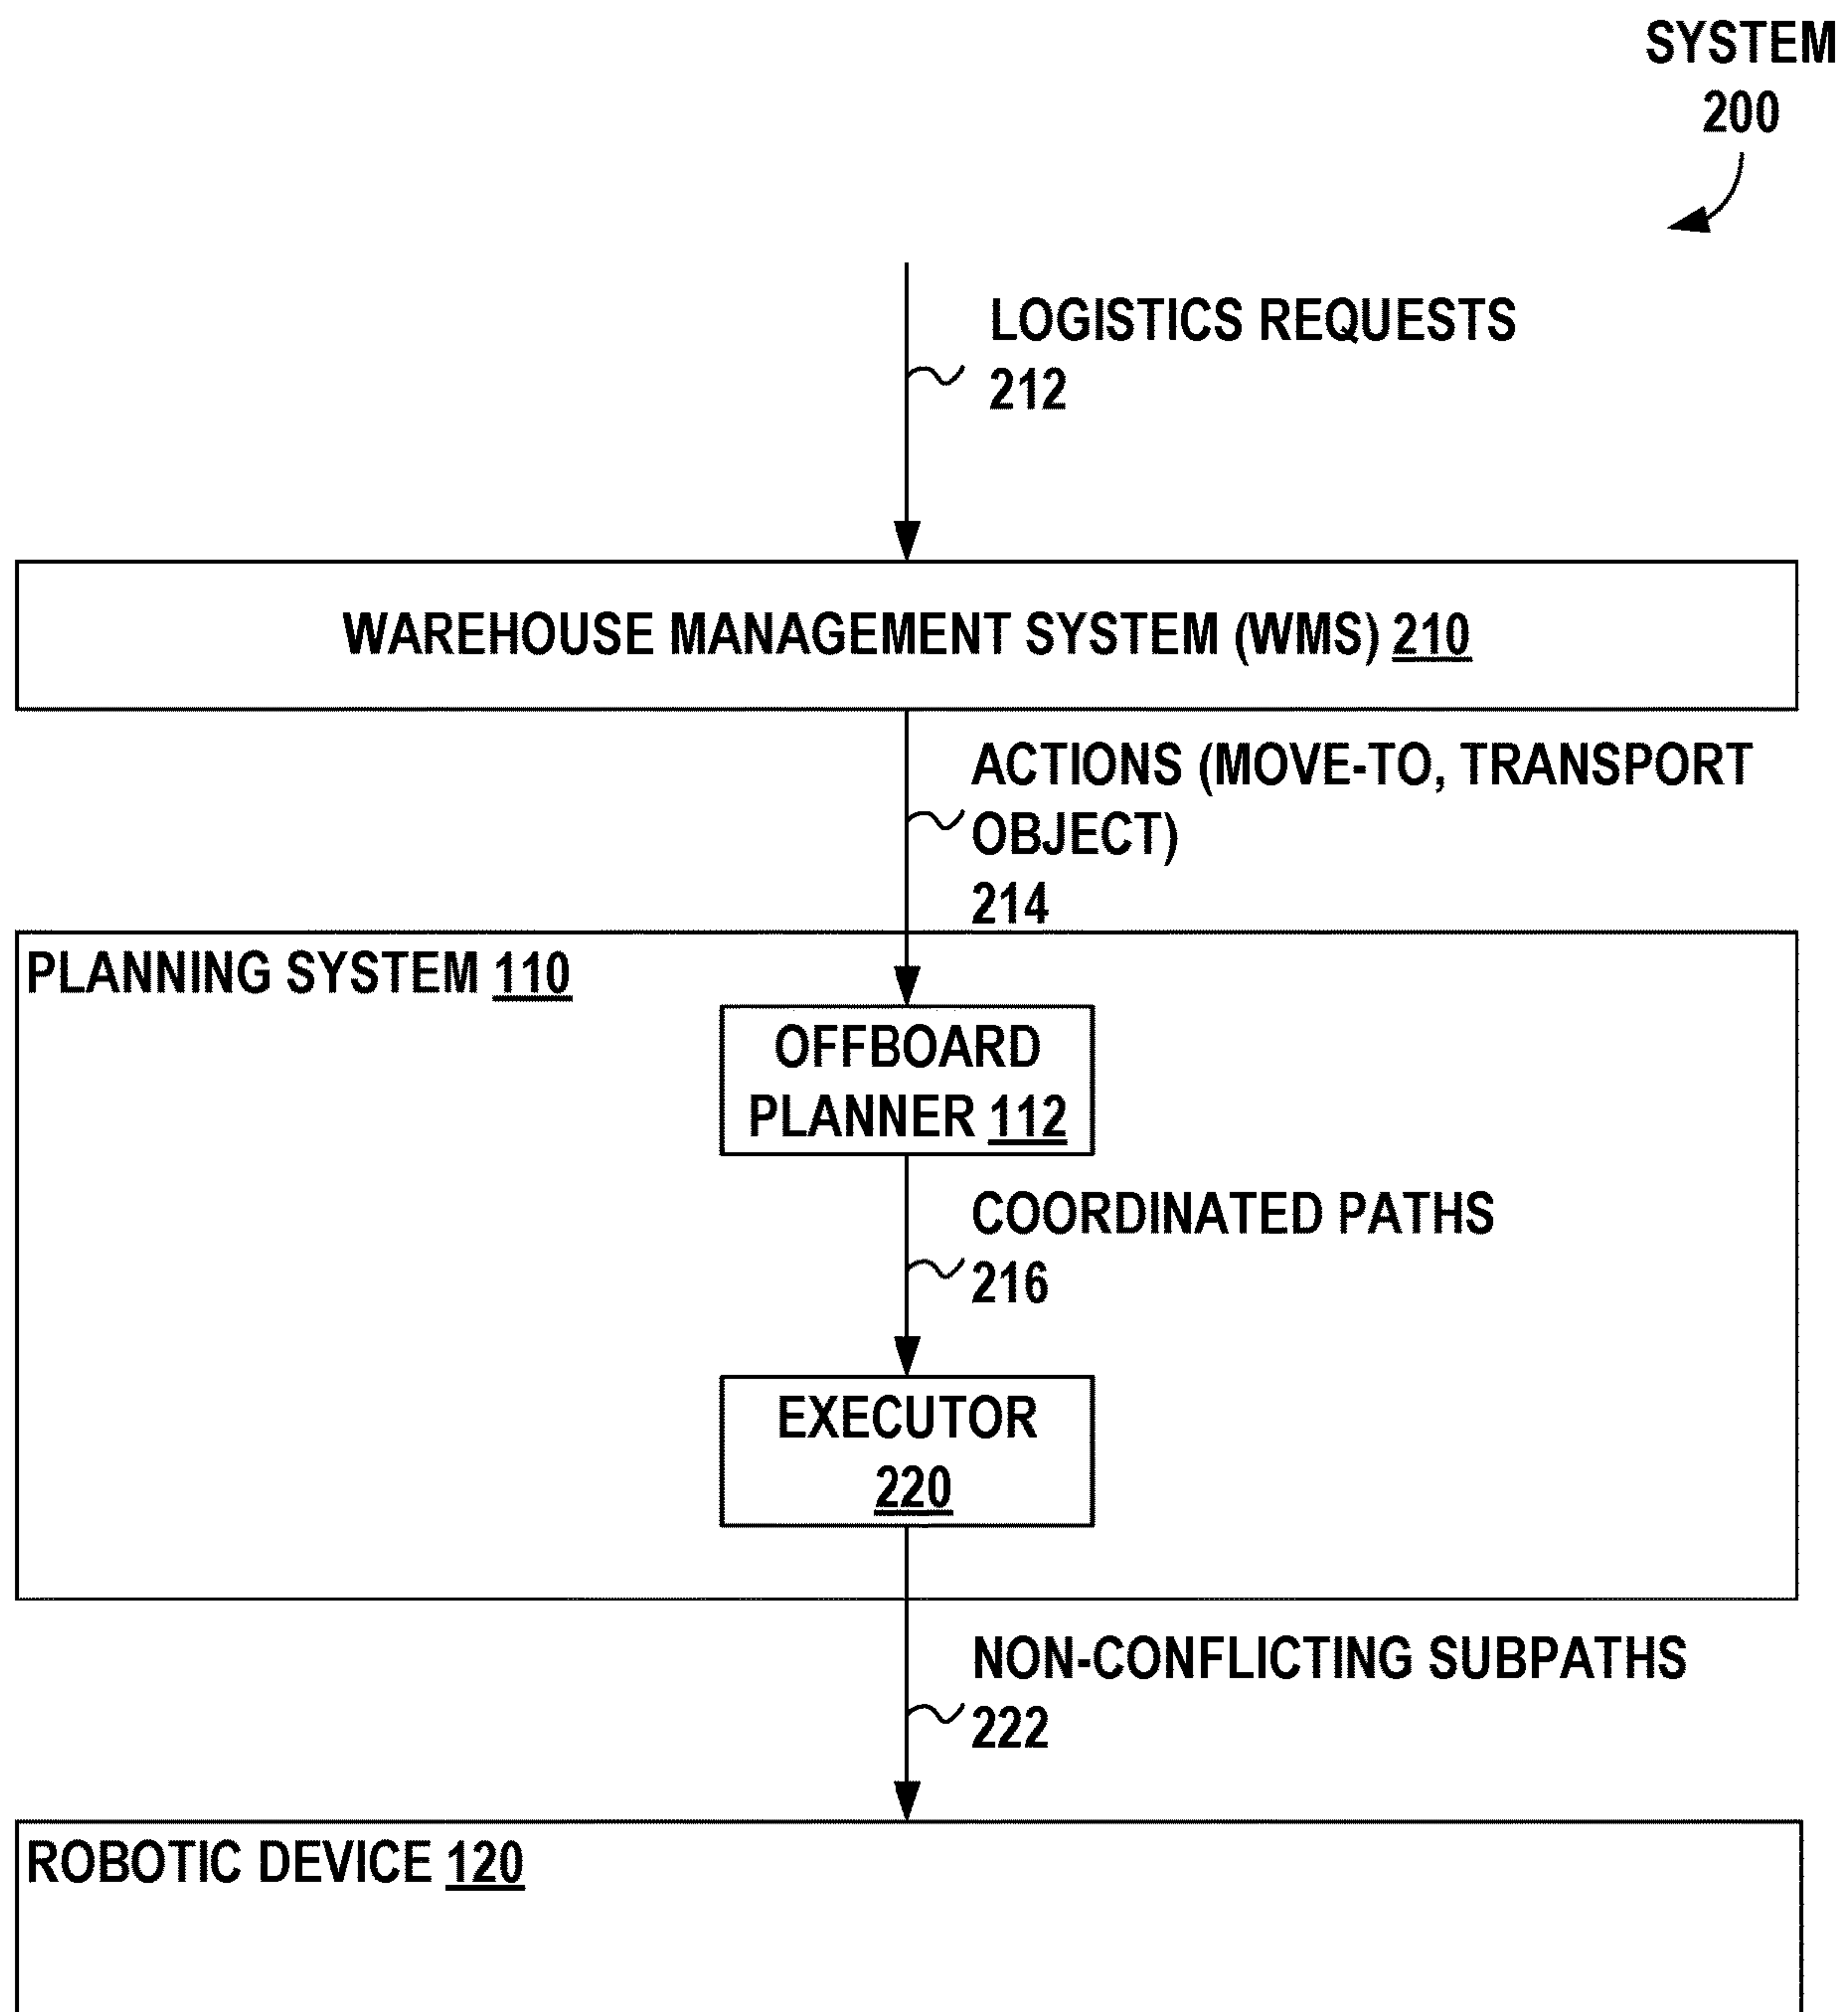 SYSTEM
200
LOGISTICS REQUESTS
212
WAREHOUSE MANAGEMENT SYSTEM (WMS) 210
ACTIONS (MOVE-TO, TRANSPORT
OBJECT)
214
PLANNING SYSTEM 110
OFFBOARD
PLANNER 112
COORDINATED PATHS
216
EXECUTOR
220
NON-CONFLICTING SUBPATHS
222
ROBOTIC DEVICE 120